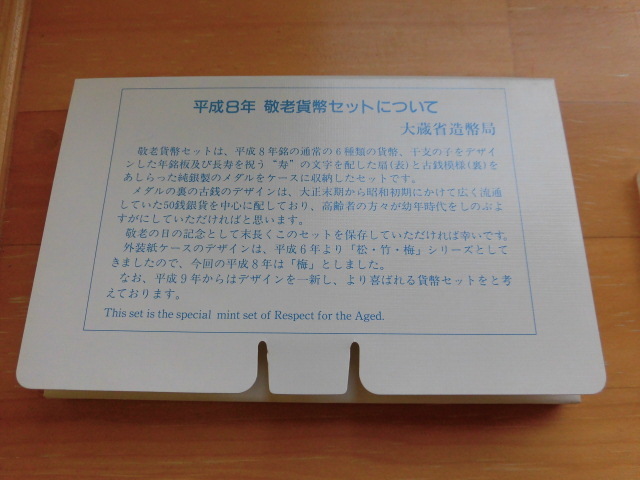 平成8年 敬老貨幣セットについて
大蔵省造幣局
敬老貨幣セットは、平成8年銘の通常の6種類の貨幣、干支の子をデザイ
ンした年銘板及び長寿を祝う“寿”の文字を配した扇(表)と古銭模様(裏)を
あしらった純銀製のメダルをケースに収納したセットです。
メダルの裏の古銭のデザインは、大正末期から昭和初期にかけて広く流通
していた50銭銀貨を中心に配しており、高齢者の方々が幼年時代をしのぶよ
すがにしていただければと思います。
敬老の日の記念として末長くこのセットを保存していただければ幸いです。
外装紙ケースのデザインは、平成6年より「松・竹・梅」シリーズとして
きましたので、今回の平成8年は「梅」としました。
なお、平成9年からはデザインを一新し、より喜ばれる貨幣セットをと考
えております。
This set is the special mint set of Respect for the Aged.